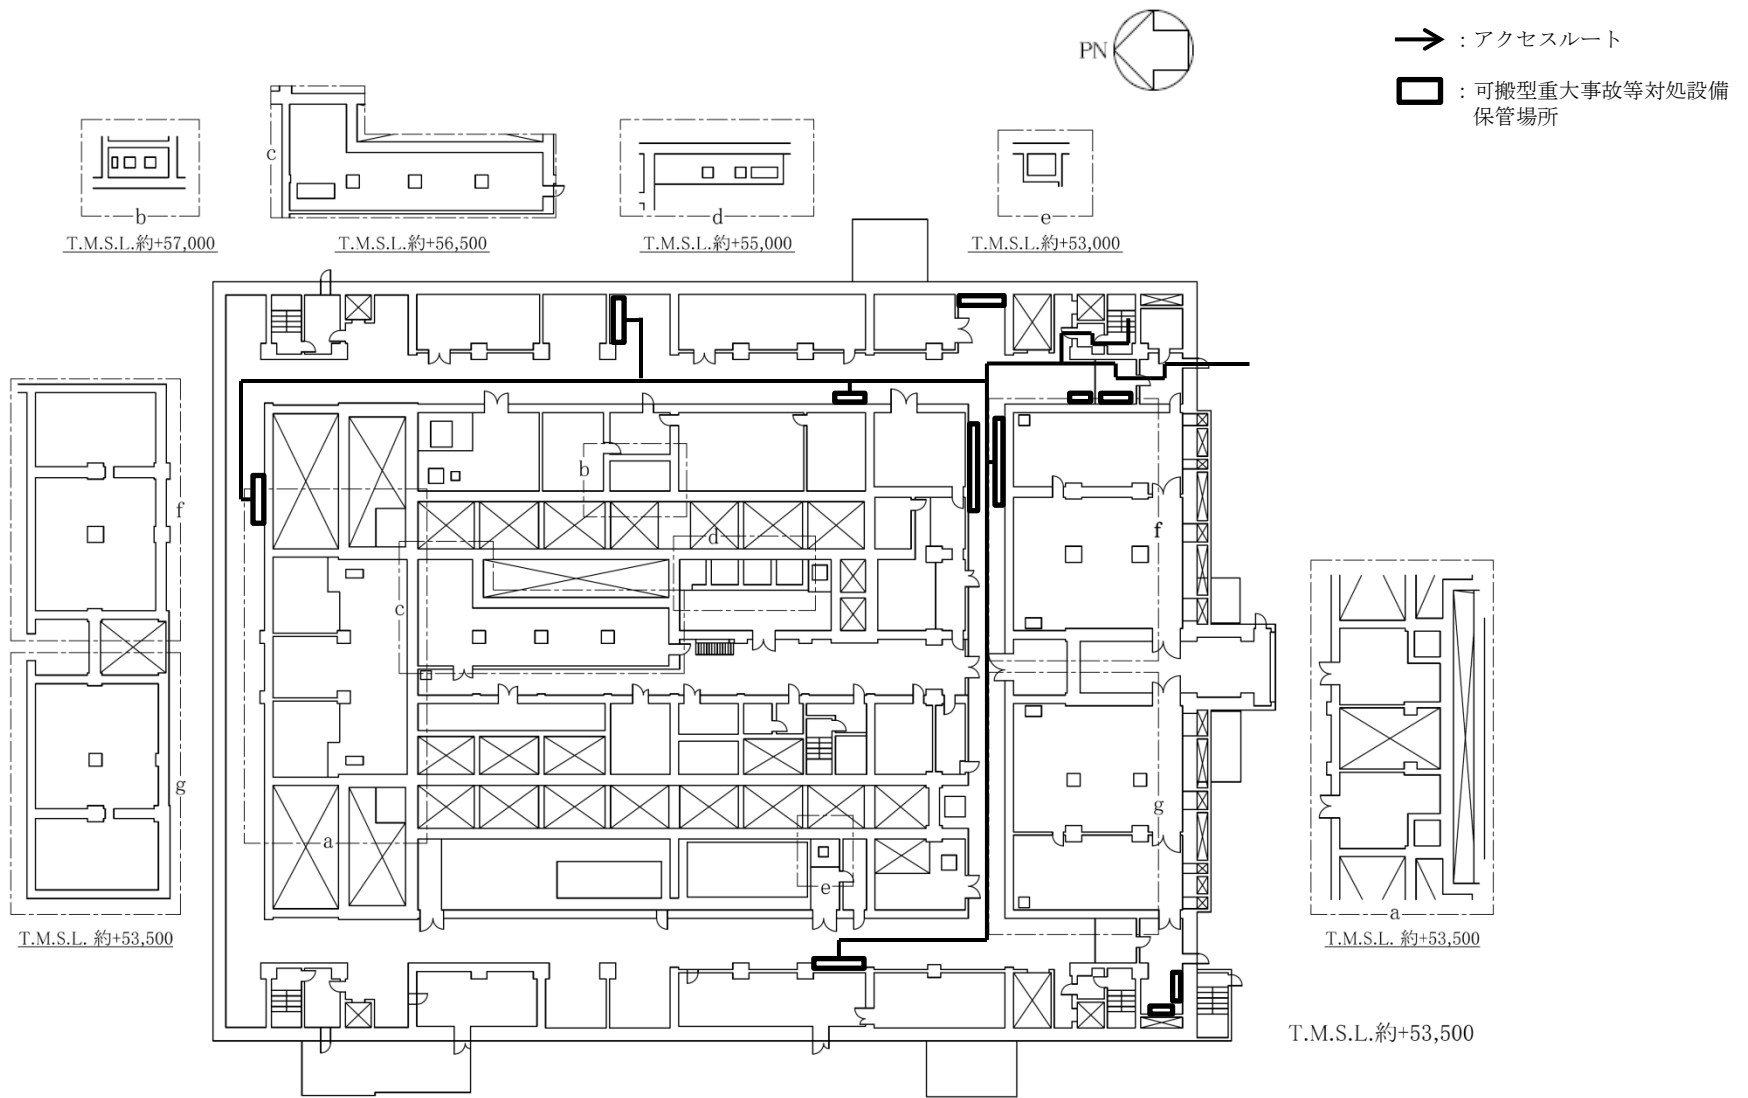 PN
：アクセスルート
：可搬型重大事故等対処設備
保管場所
b
T.M.S.L.約+57,000
c
T.M.S.L.約+56,500
d
T.M.S.L.約+55,000
e
T.M.S.L.約+53,000
f
g
T.M.S.L. 約+53,500
b
d
c
f
a
e
g
a
T.M.S.L. 約+53,500
T.M.S.L.約+53,500